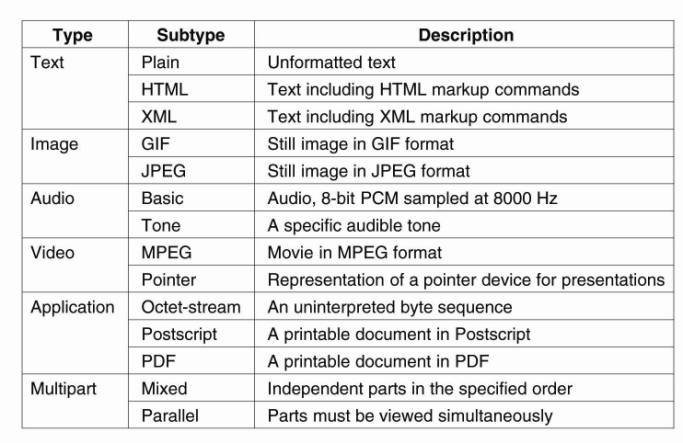 Type Subtype Description
Text Plain Unformatted text
HTML Text including HTML markup commands
XML Text including XML markup commands
Image GIF Still image in GIF format
JPEG Still image in JPEG format
Audio Basic Audio, 8-bit PCM sampled at 8000 Hz
Tone A specific audible tone
Video MPEG Movie in MPEG format
Pointer Representation of a pointer device for presentations
Application Octet-stream An uninterpreted byte sequence
Postscript A printable document in Postscript
PDF A printable document in PDF
Multipart Mixed Independent parts in the specified order
Parallel Parts must be viewed simultaneously